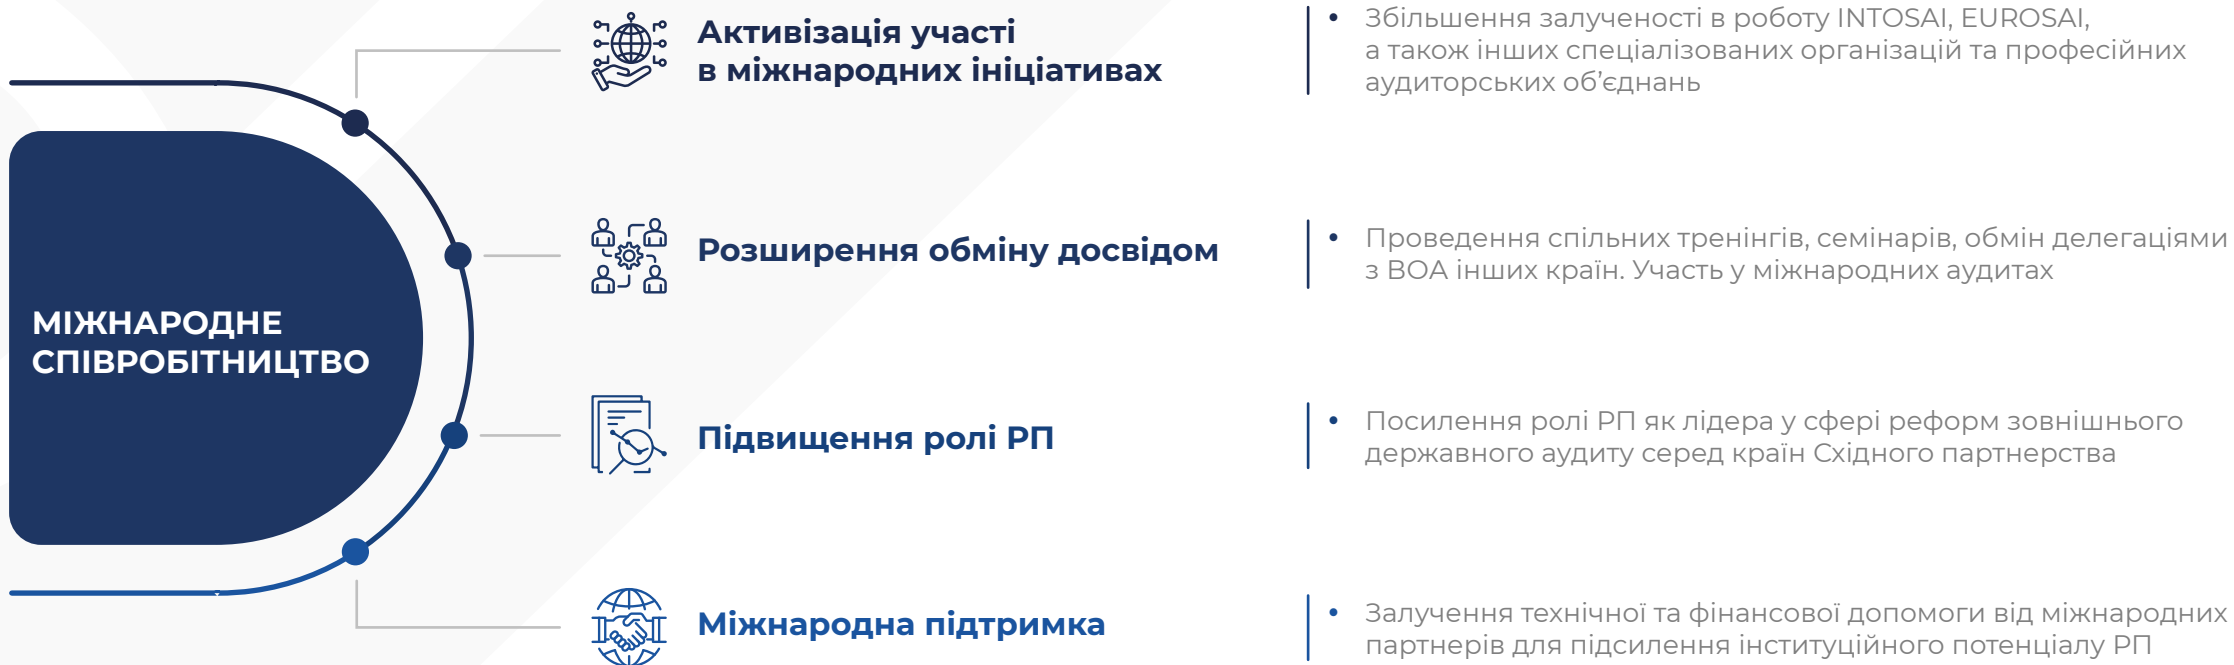 МІЖНАРОДНЕ
СПІВРОБІТНИЦТВО
Активізація участі
в міжнародних ініціативах
• Збільшення залученості в роботу INTOSAI, EUROSAI,
а також інших спеціалізованих організацій та професійних
аудиторських об’єднань
Розширення обміну досвідом
• Проведення спільних тренінгів, семінарів, обмін делегаціями
з ВОА інших країн. Участь у міжнародних аудитах
Підвищення ролі РП
• Посилення ролі РП як лідера у сфері реформ зовнішнього
державного аудиту серед країн Східного партнерства
Міжнародна підтримка
• Залучення технічної та фінансової допомоги від міжнародних
партнерів для підсилення інституційного потенціалу РП